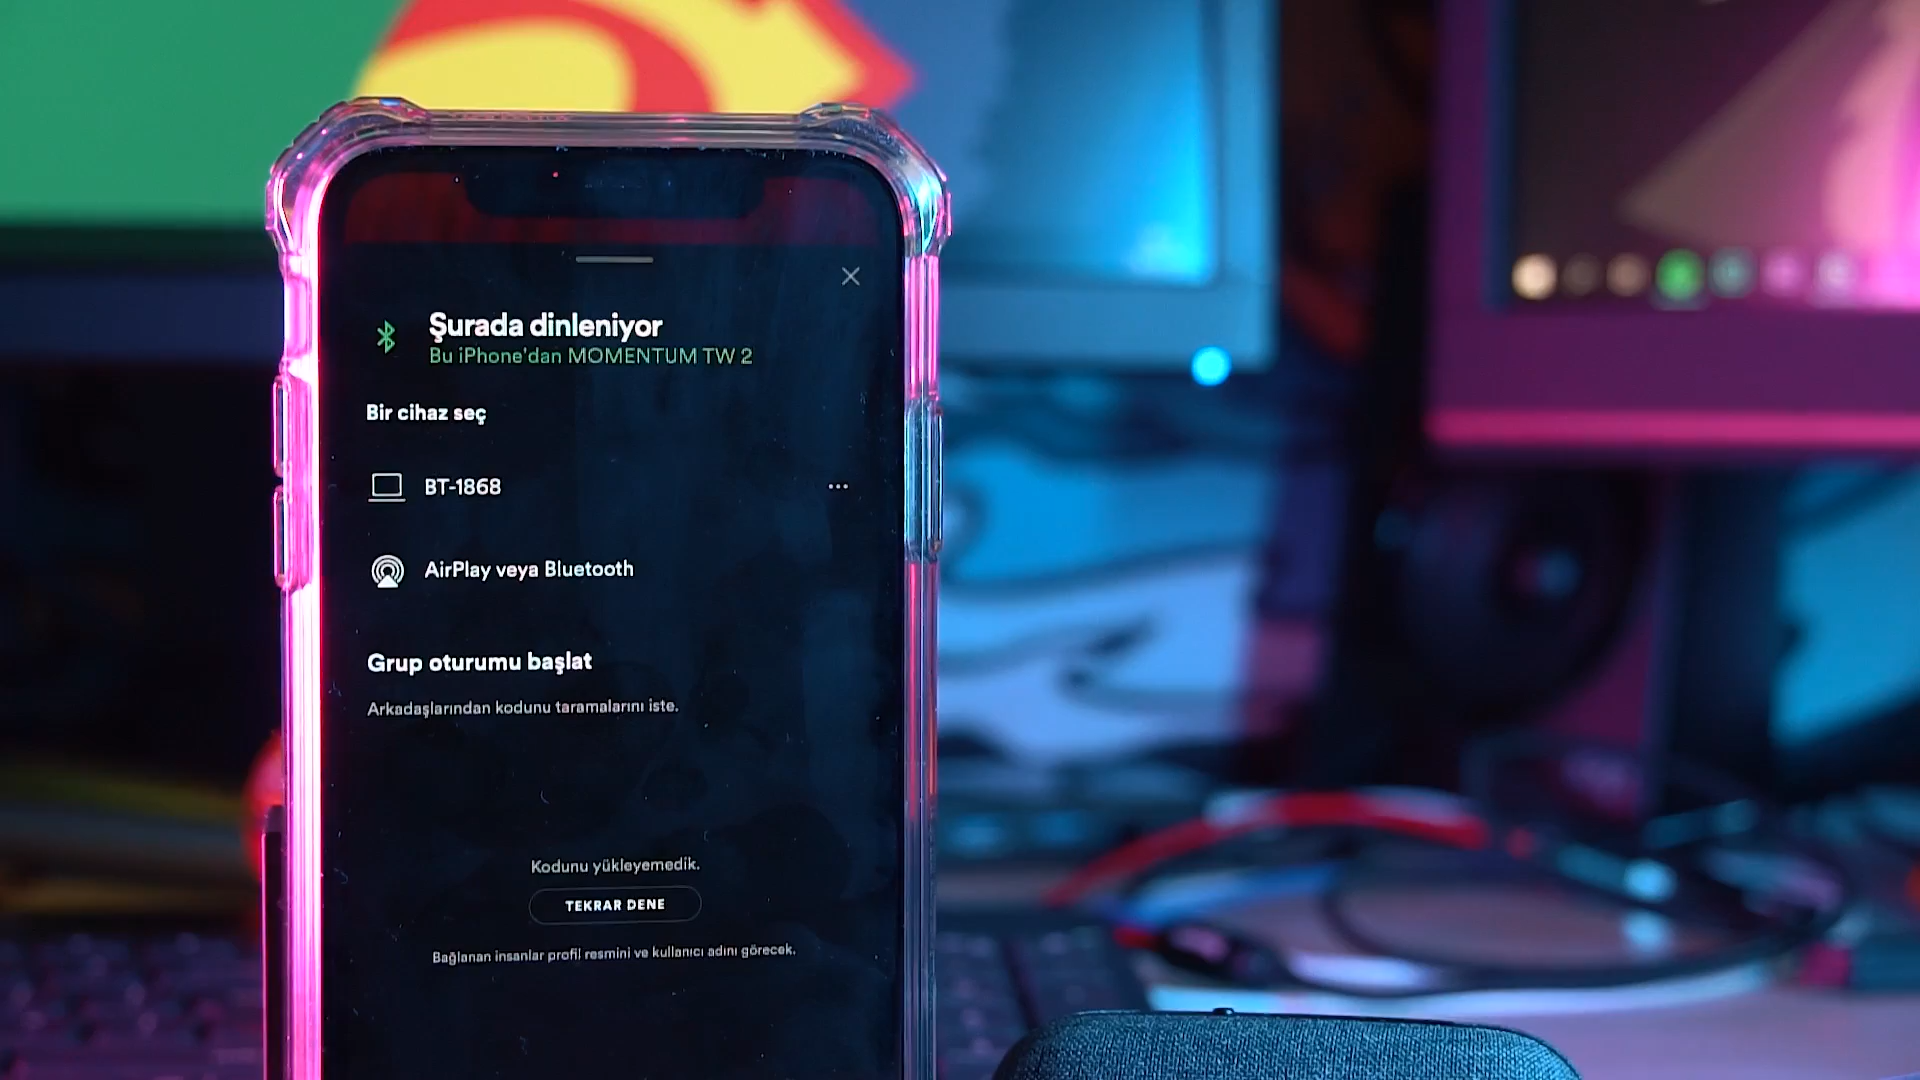 Şurada dinleniyor
Bu iPhone'dan MOMENTUM TW 2
Bir cihaz seç
BT-1868
AirPlay veya Bluetooth
Grup oturumu başlat
Arkadaşlarından kodunu taramalarını iste.
Kodunu yükleyemedik.
TEKRAR DENE
Bağlanan insanlar profil resmini ve kullanıcı adını görecek.